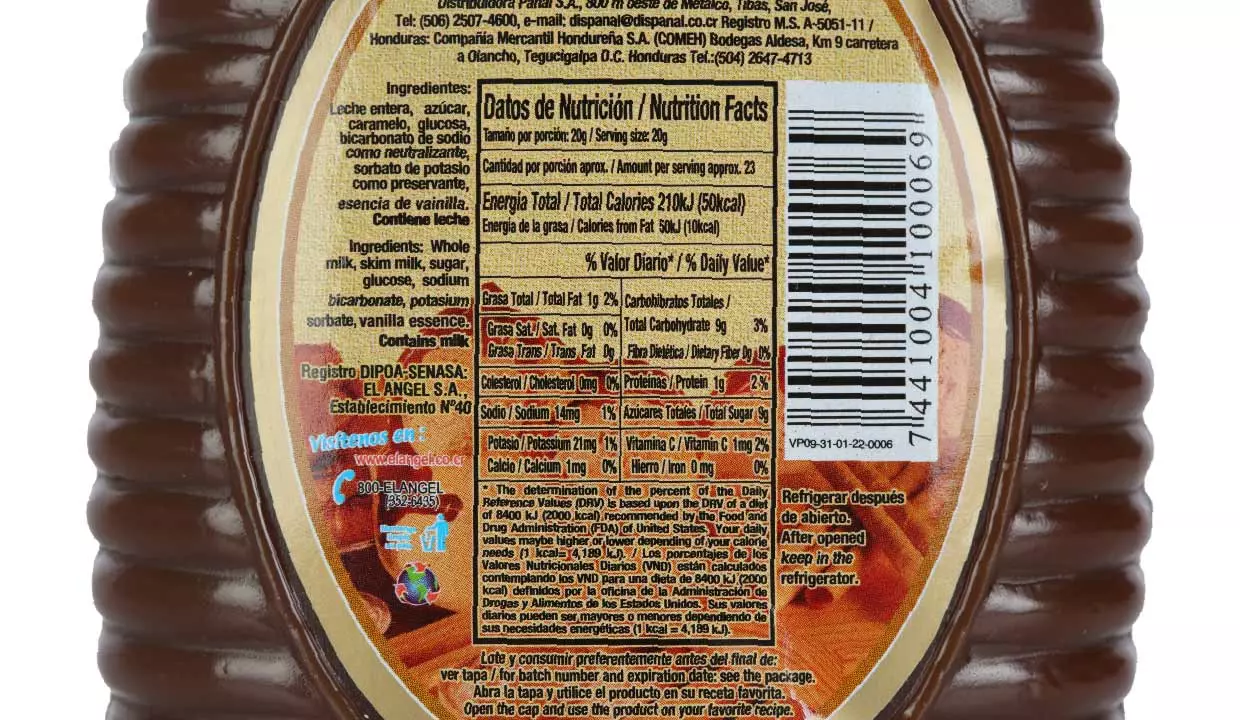 Distribuidora Panal S.A., 800 m oeste de Metalco, Tibás, San José,
Tel: (506) 2507-4600, e-mail: dispanal@dispanal.co.cr Registro M.S. A-5051-11 /
Honduras: Compañía Mercantil Hondureña S.A. (COMEH) Bodegas Aldesa, Km 9 carretera
a Olancho, Tegucigalpa D.C. Honduras Tel.:(504) 2647-4713
Ingredientes:
Leche entera, azúcar,
caramelo, glucosa,
bicarbonato de sodio
como neutralizante,
sorbato de potasio
como preservante,
esencia de vainilla.
Contiene leche
Ingredients: Whole
milk, skim milk, sugar,
glucose, sodium
bicarbonate, potassium
sorbate, vanilla essence.
Contains milk
Registro DIPOA-SENASA:
EL ANGEL S.A.,
Establecimiento Nº40
Visítenos en :
www.elangel.co.cr
800-ELANGEL
(352-6435)
Datos de Nutrición / Nutrition Facts
Tamaño por porción: 20g / Serving size: 20g
Cantidad por porción aprox. / Amount per serving approx. 23
Energía Total / Total Calories 210kJ (50kcal)
Energia de la grasa / Calories from Fat 50kJ (10kcal)
% Valor Diario* / % Daily Value*
Grasa Total / Total Fat 1g 2%
Grasa Sat. / Sat. Fat 0g 0%
Grasa Trans / Trans. Fat 0g
Colesterol / Cholesterol 0mg 0%
Sodio / Sodium 14mg 1%
Potasio / Potassium 21mg 1%
Calcio / Calcium 1mg 0%
Carbohibratos Totales /
Total Carbohydrate 9g 3%
Fibra Dietética / Dietary Fiber 0g 0%
Proteínas / Protein 1g 2%
Azúcares Totales / Total Sugar 9g
Vitamina C / Vitamin C 1mg 2%
Hierro / Iron 0 mg 0%
* The determination of the percent of the Daily
Reference Values (DRV) is based upon the DRV of a diet
of 8400 kJ (2000 kcal) recommended by the Food and
Drug Administration (FDA) of United States. Your daily
values maybe higher or lower depending of your calorie
needs (1 kcal= 4,189 kJ). / Los porcentajes de los
Valores Nutricionales Diarios (VND) están calculados
contemplando los VND para una dieta de 8400 kJ (2000
kcal) definidos por la oficina de la Administración de
Drogas y Alimentos de los Estados Unidos. Sus valores
diarios pueden ser mayores o menores dependiendo de
sus necesidades energéticas (1 kcal = 4,189 kJ).
7 441004 100069
VP09-31-01-22-0006
Refrigerar después
de abierto.
After opened
keep in the
refrigerator.
Lote y consumir preferentemente antes del final de:
ver tapa / for batch number and expiration date: see the package.
Abra la tapa y utilice el producto en su receta favorita.
Open the cap and use the product on your favorite recipe.